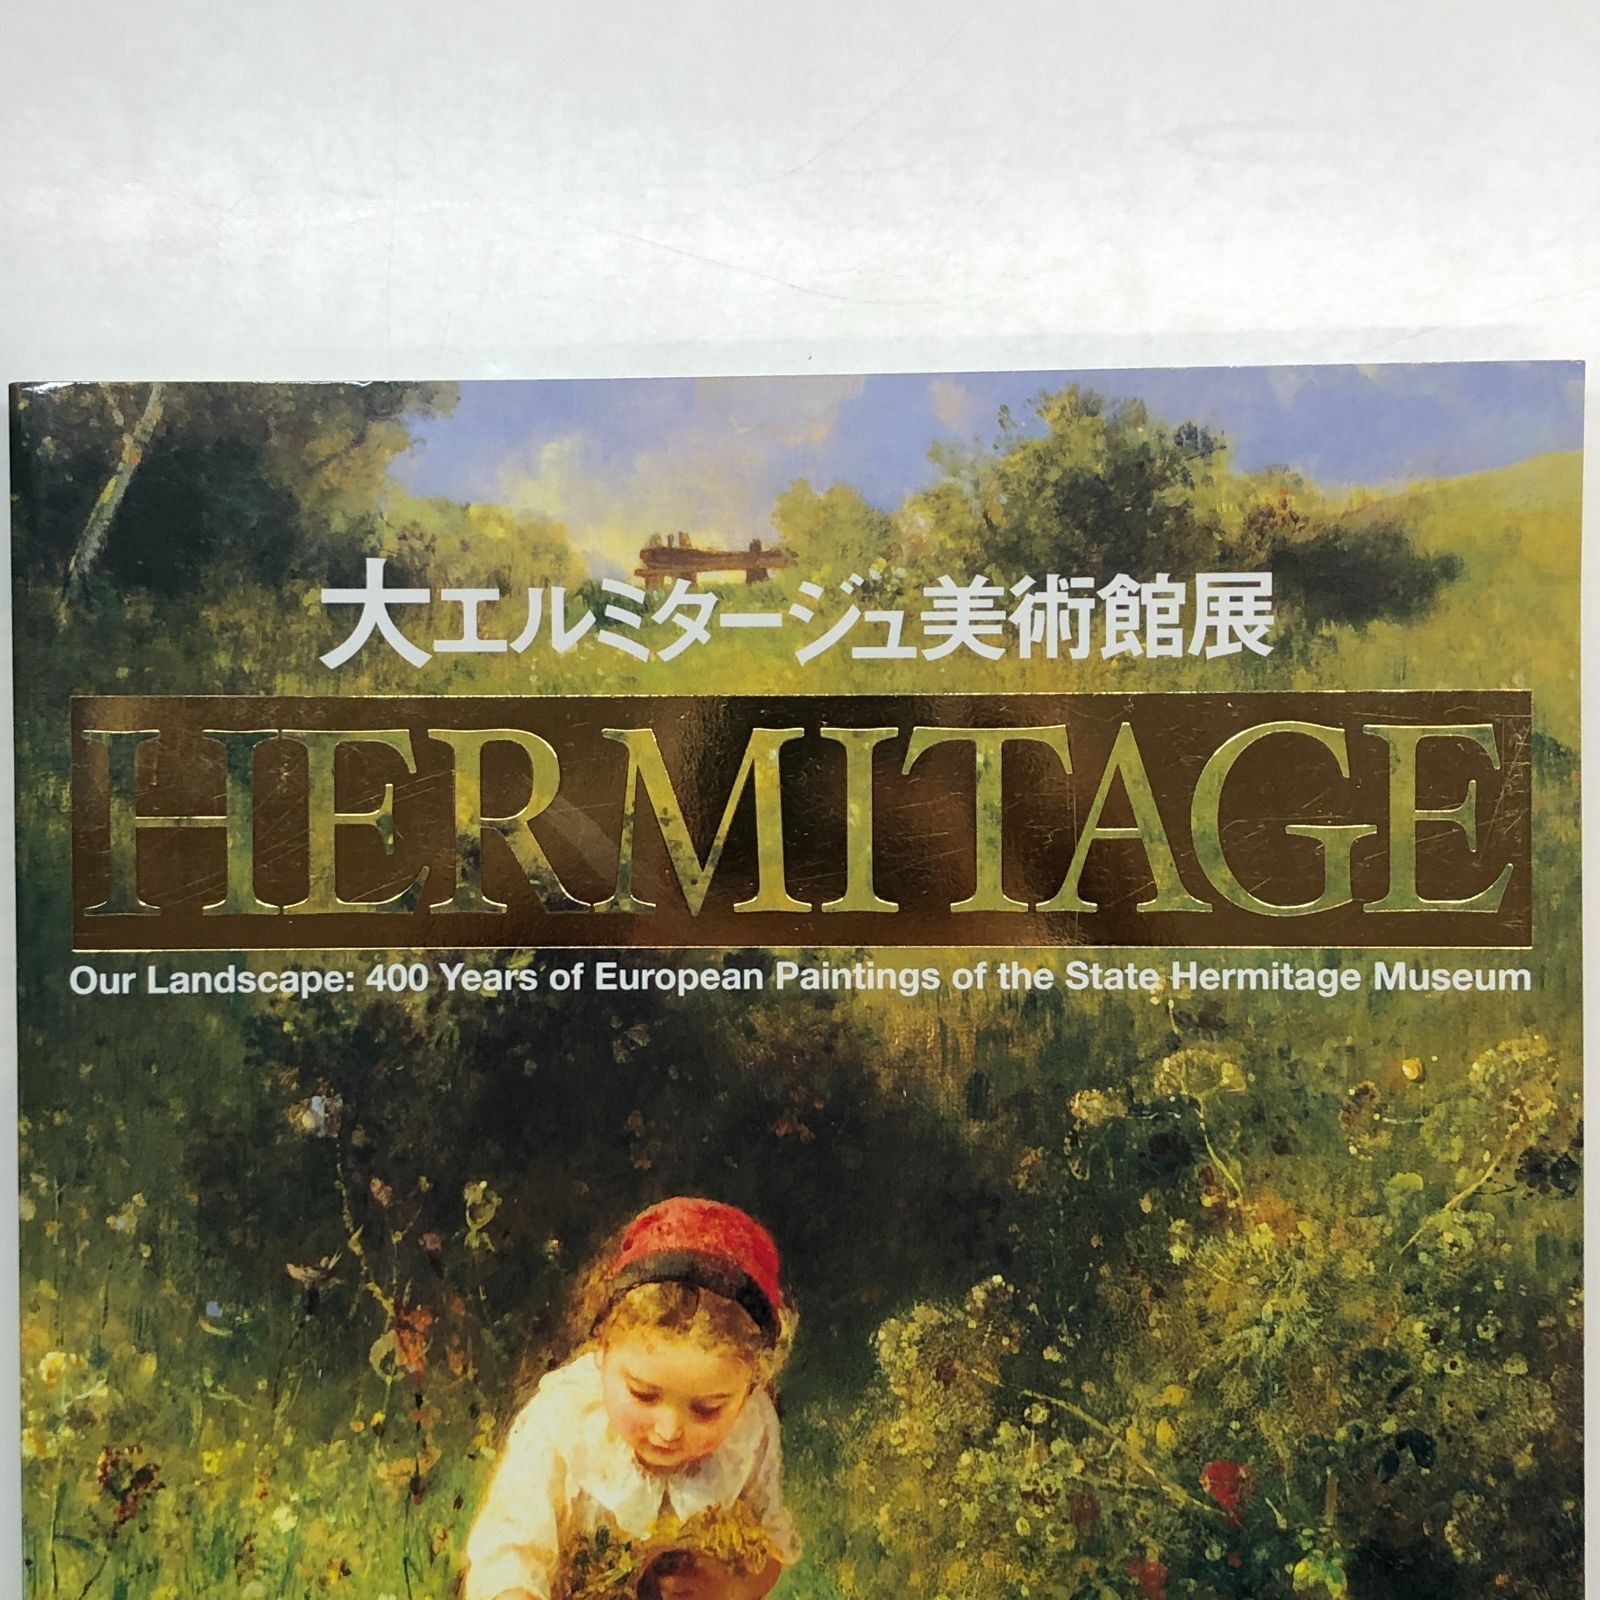 大エルミタージュ美術館展
HERMITAGE
Our Landscape: 400 Years of European Paintings of the State Hermitage Museum